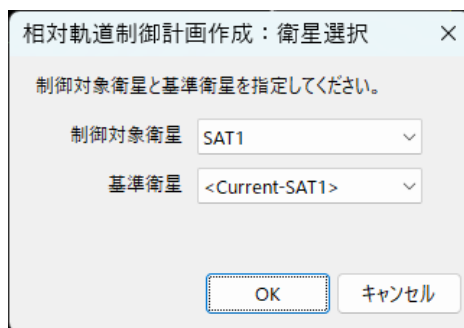 相対軌道制御計画作成：衛星選択
制御対象衛星と基準衛星を指定してください。
制御対象衛星 SAT1
基準衛星 <Current-SAT1>
OK キャンセル